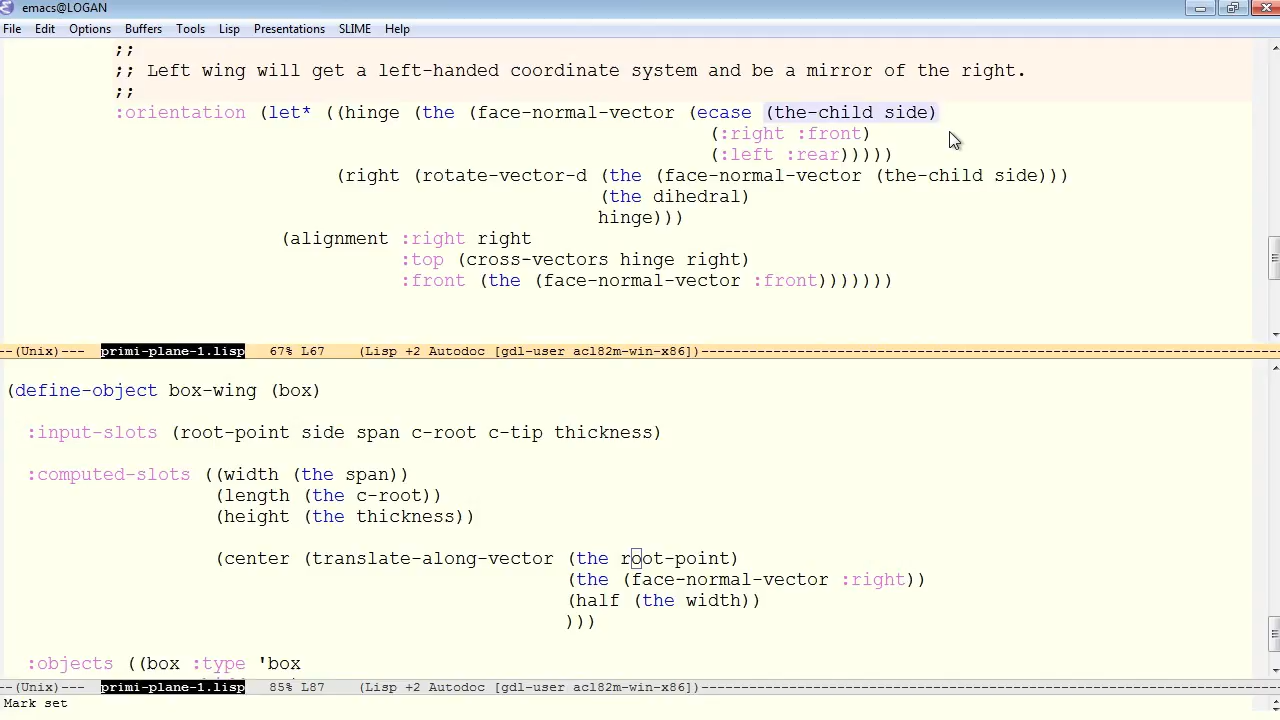 emacs@LOGAN
File Edit Options Buffers Tools Lisp Presentations SLIME Help
;;
;; Left wing will get a left-handed coordinate system and be a mirror of the right.
;;
:orientation (let* ((hinge (the (face-normal-vector (ecase (the-child side)
(:right :front)
(:left :rear)))))
(right (rotate-vector-d (the (face-normal-vector (the-child side)))
(the dihedral)
hinge)))
(alignment :right right
:top (cross-vectors hinge right)
:front (the (face-normal-vector :front)))))))
--(Unix)--- primi-plane-1.lisp 67% L67 (Lisp +2 Autodoc [gdl-user acl82m-win-x86])------------------------------------------------------
(define-object box-wing (box)
:input-slots (root-point side span c-root c-tip thickness)
:computed-slots ((width (the span))
(length (the c-root))
(height (the thickness))
(center (translate-along-vector (the root-point)
(the (face-normal-vector :right))
(half (the width))
)))
:objects ((box :type 'box
--(Unix)--- primi-plane-1.lisp 85% L87 (Lisp +2 Autodoc [gdl-user acl82m-win-x86])------------------------------------------------------
Mark set